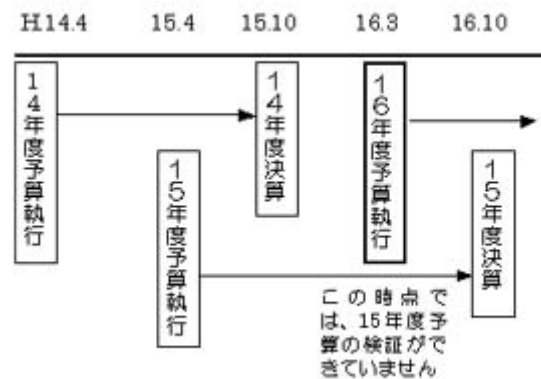 H.14.4 15.4 15.10 16.3 16.10
14年度予算執行
15年度予算執行
14年度決算
16年度予算執行
15年度決算
この時点で
は、15年度予
算の検証がで
きていません